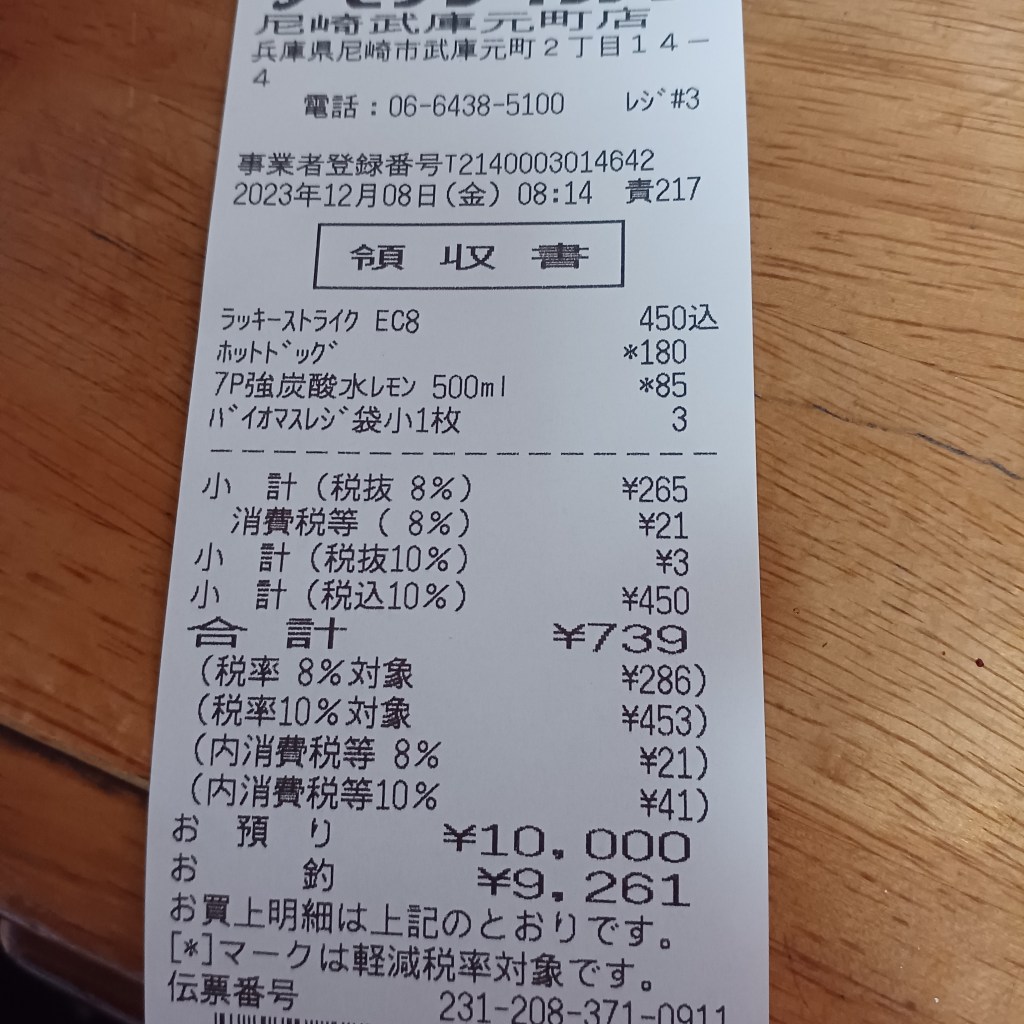 尼崎武庫元町店
兵庫県尼崎市武庫元町2丁目14-
4
電話:06-6438-5100 レジ#3
事業者登録番号T2140003014642
2023年12月08日(金) 08:14 責217
領収書
ラッキーストライク EC8 450込
ホットドッグ *180
7P強炭酸水レモン 500ml *85
バイオマスレジ袋小1枚 3
小 計(税抜 8%) ¥265
消費税等( 8%) ¥21
小 計(税抜10%) ¥3
小 計(税込10%) ¥450
合 計 ¥739
(税率 8%対象 ¥286)
(税率10%対象 ¥453)
(内消費税等 8% ¥21)
(内消費税等10% ¥41)
お 預 り ¥10,000
お 釣 ¥9,261
お買上明細は上記のとおりです。
[*]マークは軽減税率対象です。
伝票番号 231-208-371-0911